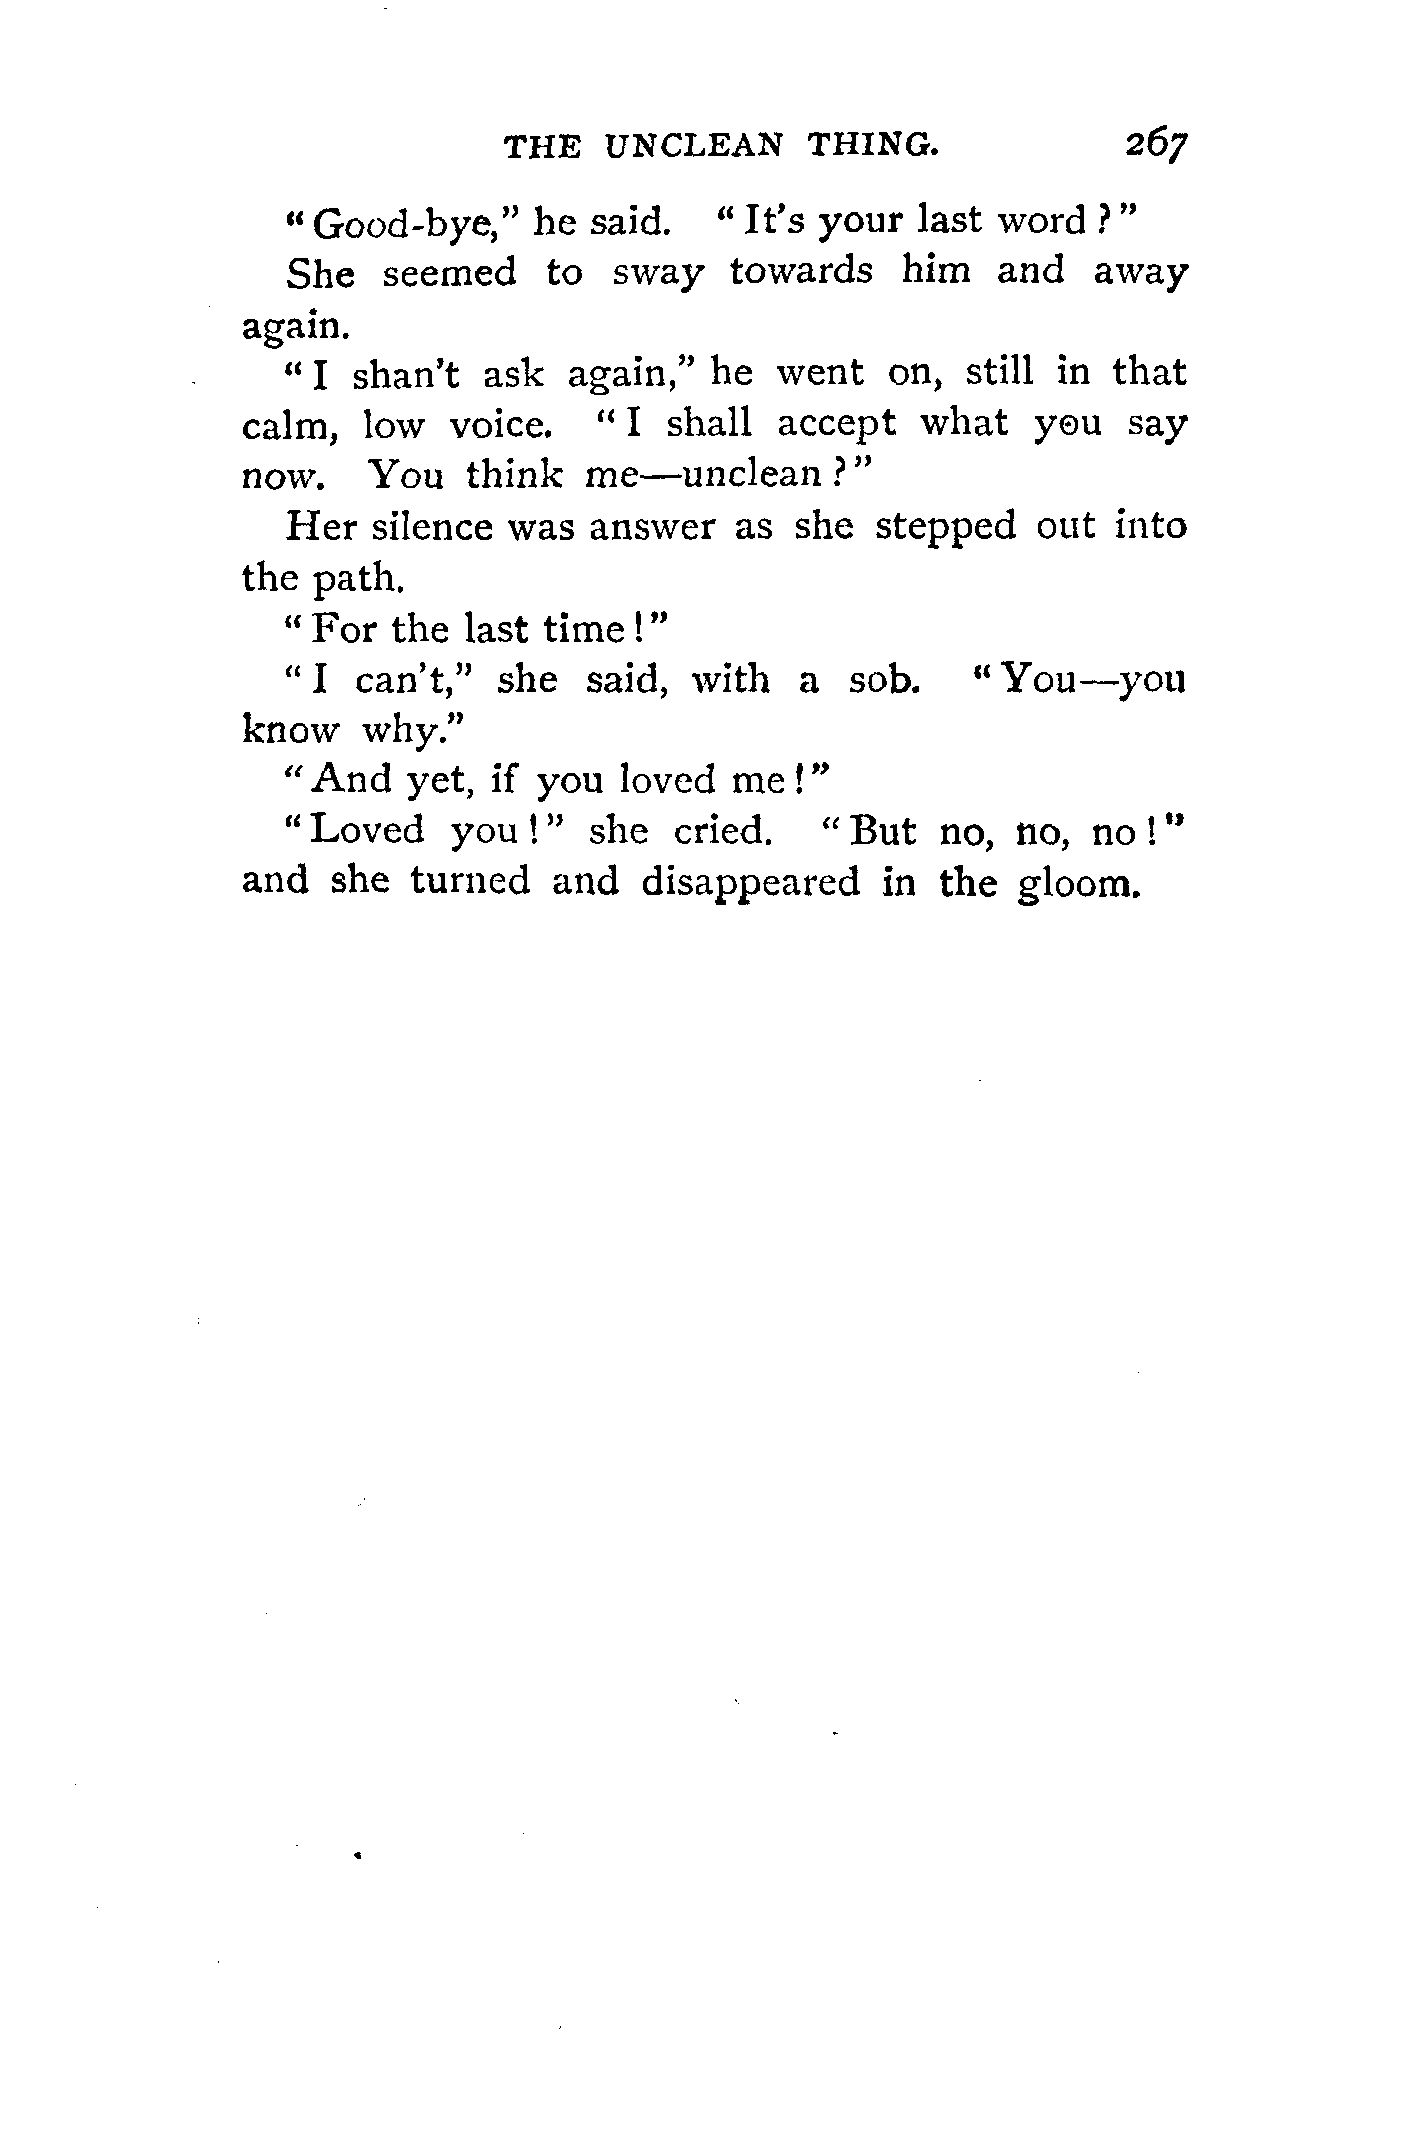 THE UNCLEAN THING. 267
"Good-bye," he said. "It's your last word?"
She seemed to sway towards him and away
again.
"I shan't ask again," he went on, still in that
calm, low voice. "I shall accept what you say
now. You think me—unclean?"
Her silence was answer as she stepped out into
the path.
"For the last time!"
"I can't," she said, with a sob. "You—you
know why."
"And yet, if you loved me!"
"Loved you!" she cried. "But no, no, no!"
and she turned and disappeared in the gloom.